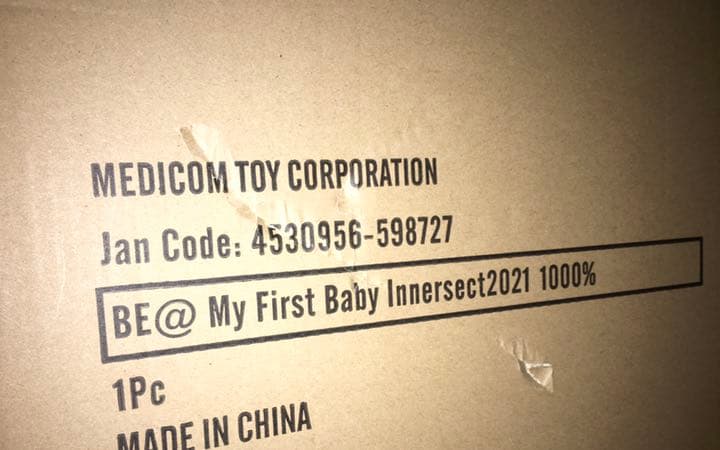 MEDICOM TOY CORPORATION
Jan Code: 4530956-598727
BE@ My First Baby Innersect2021 1000%
1Pc
MADE IN CHINA